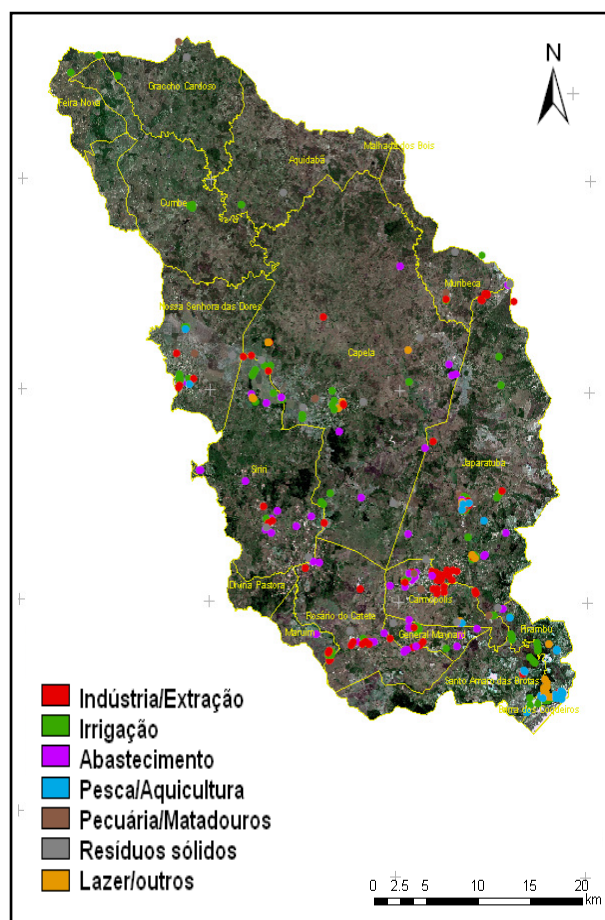 N
Graccho Cardoso
Feira Nova
Malhada dos Bois
Aquidabã
Cumbe
Muribeca
Nossa Senhora das Dores
Capela
Japaratuba
Siriri
Divina Pastora
Carmópolis
Rosário do Catete
Pirambu
Maruim
General Maynard
Santo Amaro das Brotas
Barra dos Coqueiros
Indústria/Extração
Irrigação
Abastecimento
Pesca/Aquicultura
Pecuária/Matadouros
Resíduos sólidos
Lazer/outros
0 2.5 5 10 15 20
km